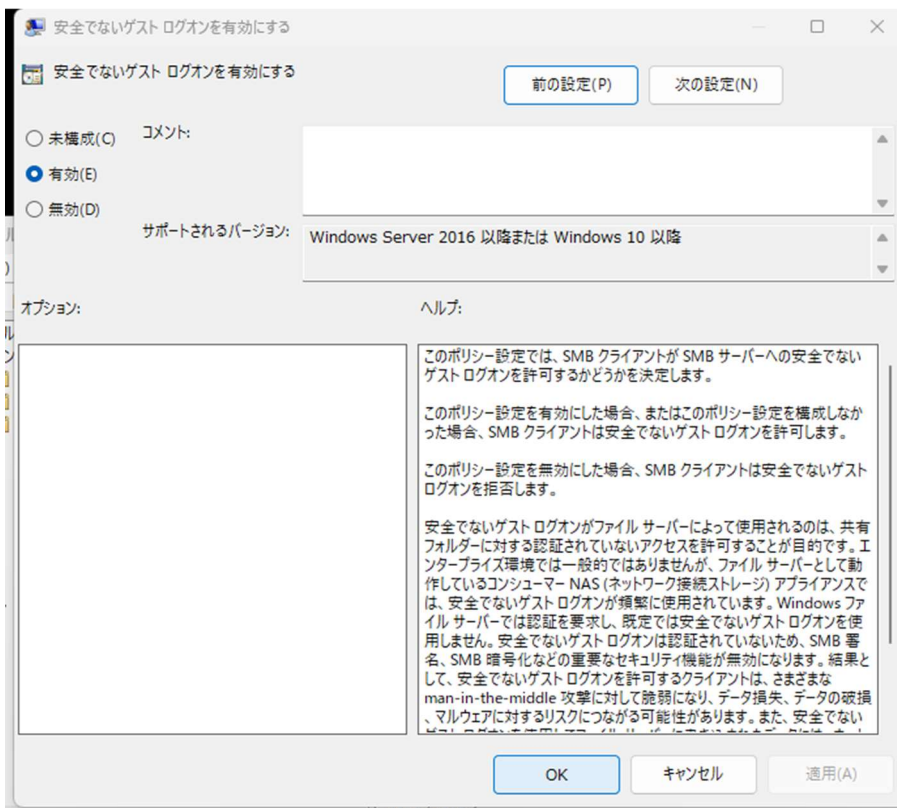 安全でないゲスト ログオンを有効にする
安全でないゲスト ログオンを有効にする
前の設定(P)
次の設定(N)
未構成(C)
コメント:
有効(E)
無効(D)
サポートされるバージョン:
Windows Server 2016 以降または Windows 10 以降
オプション:
ヘルプ:
このポリシー設定では、SMB クライアントが SMB サーバーへの安全でない
ゲスト ログオンを許可するかどうかを決定します。
このポリシー設定を有効にした場合、またはこのポリシー設定を構成しなか
った場合、SMB クライアントは安全でないゲスト ログオンを許可します。
このポリシー設定を無効にした場合、SMB クライアントは安全でないゲスト
ログオンを拒否します。
安全でないゲスト ログオンがファイル サーバーによって使用されるのは、共有
フォルダーに対する認証されていないアクセスを許可することが目的です。エ
ンタープライズ環境では一般的ではありませんが、ファイル サーバーとして動
作しているコンシューマー NAS (ネットワーク接続ストレージ) アプライアンスで
は、安全でないゲスト ログオンが頻繁に使用されています。Windows ファ
イル サーバーでは認証を要求し、既定では安全でないゲスト ログオンを使
用しません。安全でないゲスト ログオンは認証されていないため、SMB 署
名、SMB 暗号化などの重要なセキュリティ機能が無効になります。結果と
して、安全でないゲスト ログオンを許可するクライアントは、さまざまな
man-in-the-middle 攻撃に対して脆弱になり、データ損失、データの破損
、マルウェアに対するリスクにつながる可能性があります。また、安全でない
OK
キャンセル
適用(A)